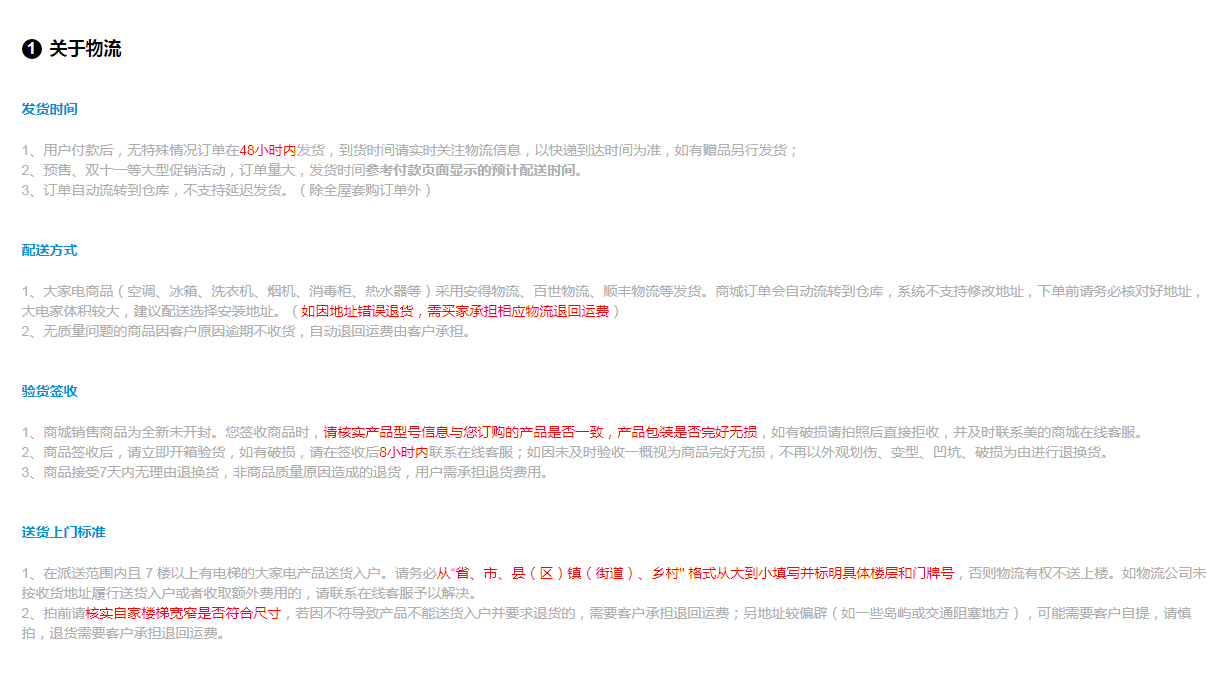 ❶ 关于物流
发货时间
1、用户付款后，无特殊情况订单在48小时内发货，到货时间请实时关注物流信息，以快递到达时间为准，如有赠品另行发货；
2、预售、双十一等大型促销活动，订单量大，发货时间参考付款页面显示的预计配送时间。
3、订单自动流转到仓库，不支持延迟发货。（除全屋套购订单外）
配送方式
1、大家电商品（空调、冰箱、洗衣机、烟机、消毒柜、热水器等）采用安得物流、百世物流、顺丰物流等发货。商城订单会自动流转到仓库，系统不支持修改地址，下单前请务必核对好地址，
大电家体积较大，建议配送选择安装地址。（如因地址错误退货，需买家承担相应物流退回运费）
2、无质量问题的商品因客户原因逾期不收货，自动退回运费由客户承担。
验货签收
1、商城销售商品为全新未开封。您签收商品时，请核实产品型号信息与您订购的产品是否一致，产品包装是否完好无损，如有破损请拍照后直接拒收，并及时联系美的商城在线客服。
2、商品签收后，请立即开箱验货，如有破损，请在签收后8小时内联系在线客服；如因未及时验收一概视为商品完好无损，不再以外观划伤、变型、凹坑、破损为由进行退换货。
3、商品接受7天内无理由退换货，非商品质量原因造成的退货，用户需承担退货费用。
送货上门标准
1、在派送范围内且 7 楼以上有电梯的大家电产品送货入户。请务必从“省、市、县（区）镇（街道）、乡村" 格式从大到小填写并标明具体楼层和门牌号，否则物流有权不送上楼。如物流公司未
按收货地址履行送货入户或者收取额外费用的，请联系在线客服予以解决。
2、拍前请核实自家楼梯宽窄是否符合尺寸，若因不符导致产品不能送货入户并要求退货的，需要客户承担退回运费；另地址较偏辟（如一些岛屿或交通阻塞地方），可能需要客户自提，请慎
拍，退货需要客户承担退回运费。